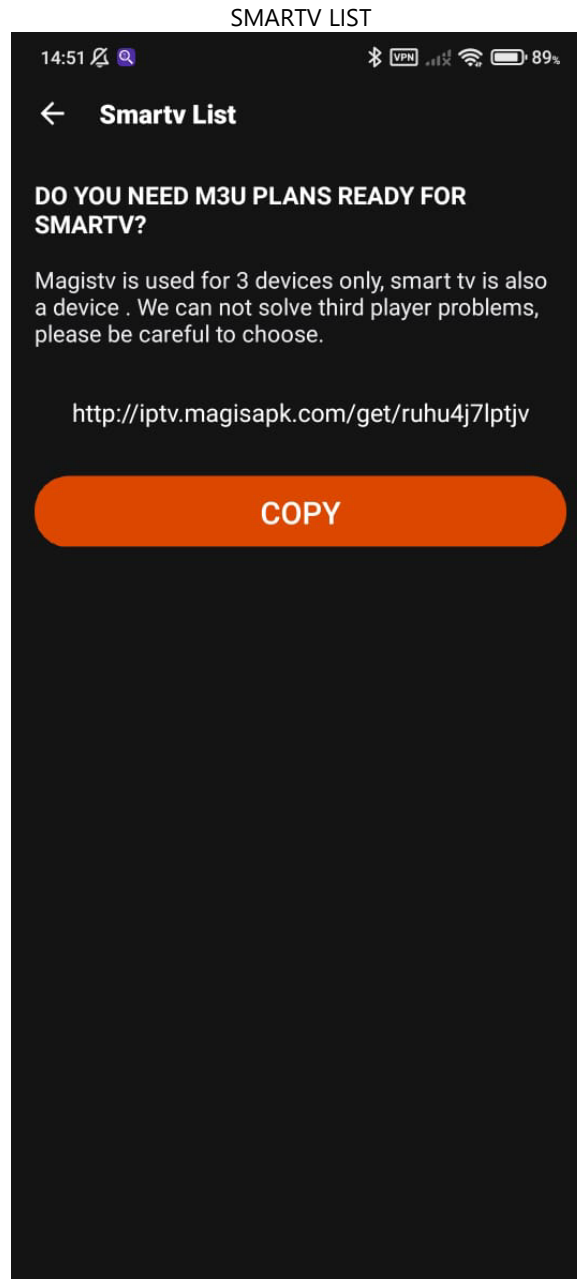 SMARTV LIST
14:51 VPN 89%
Smartv List
DO YOU NEED M3U PLANS READY FOR
SMARTV?
Magistv is used for 3 devices only, smart tv is also
a device . We can not solve third player problems,
please be careful to choose.
http://iptv.magisapk.com/get/ruhu4j7lptjv
COPY